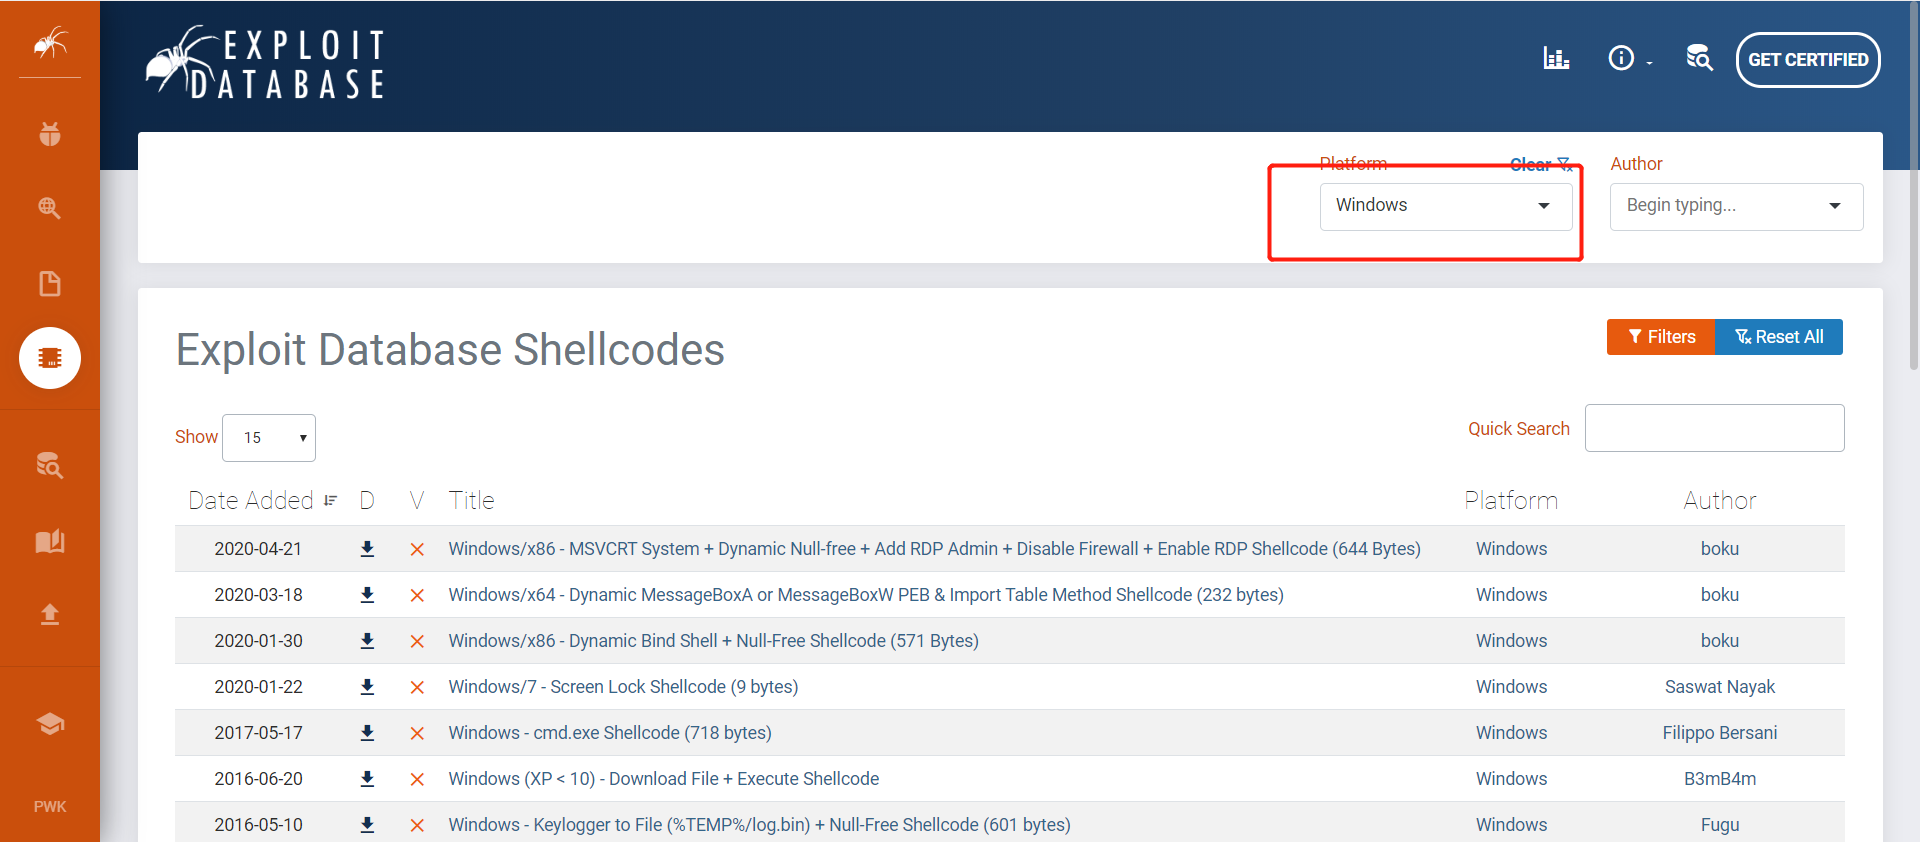 EXPLOIT
DATABASE
GET CERTIFIED
Platform Clear Author
Windows Begin typing...
Exploit Database Shellcodes
Filters Reset All
Show 15 Quick Search
Date Added D V Title Platform Author
2020-04-21 Windows/x86 - MSVCRT System + Dynamic Null-free + Add RDP Admin + Disable Firewall + Enable RDP Shellcode (644 Bytes) Windows boku
2020-03-18 Windows/x64 - Dynamic MessageBoxA or MessageBoxW PEB & Import Table Method Shellcode (232 bytes) Windows boku
2020-01-30 Windows/x86 - Dynamic Bind Shell + Null-Free Shellcode (571 Bytes) Windows boku
2020-01-22 Windows/7 - Screen Lock Shellcode (9 bytes) Windows Saswat Nayak
2017-05-17 Windows - cmd.exe Shellcode (718 bytes) Windows Filippo Bersani
2016-06-20 Windows (XP < 10) - Download File + Execute Shellcode Windows B3mB4m
2016-05-10 Windows - Keylogger to File (%TEMP%/log.bin) + Null-Free Shellcode (601 bytes) Windows Fugu
PWK